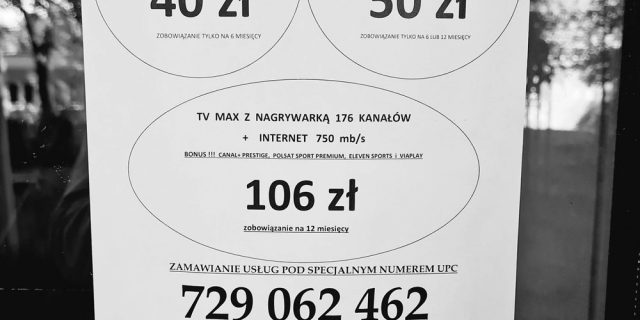 40 zł
50 zł
ZOBOWIĄZANIE TYLKO NA 6 MIESIĘCY
ZOBOWIĄZANIE TYLKO NA 6 LUB 12 MIESIĘCY
TV MAX Z NAGRYWARKĄ 176 KANAŁÓW
+ INTERNET 750 mb/s
BONUS !!! CANAL+ PRESTIGE, POLSAT SPORT PREMIUM, ELEVEN SPORTS i VIAPLAY
106 zł
zobowiązanie na 12 miesięcy
ZAMAWIANIE USŁUG POD SPECJALNYM NUMEREM UPC
729 062 462